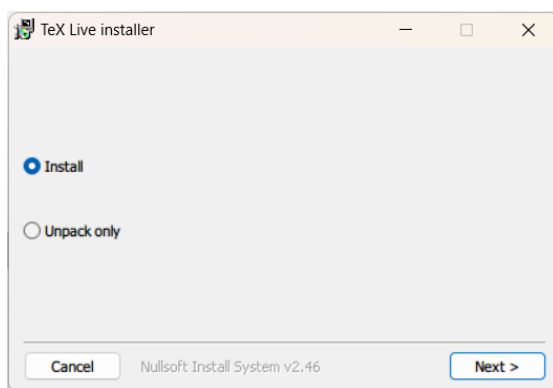 TeX Live installer
Install
Unpack only
Cancel
Nullsoft Install System v2.46
Next >